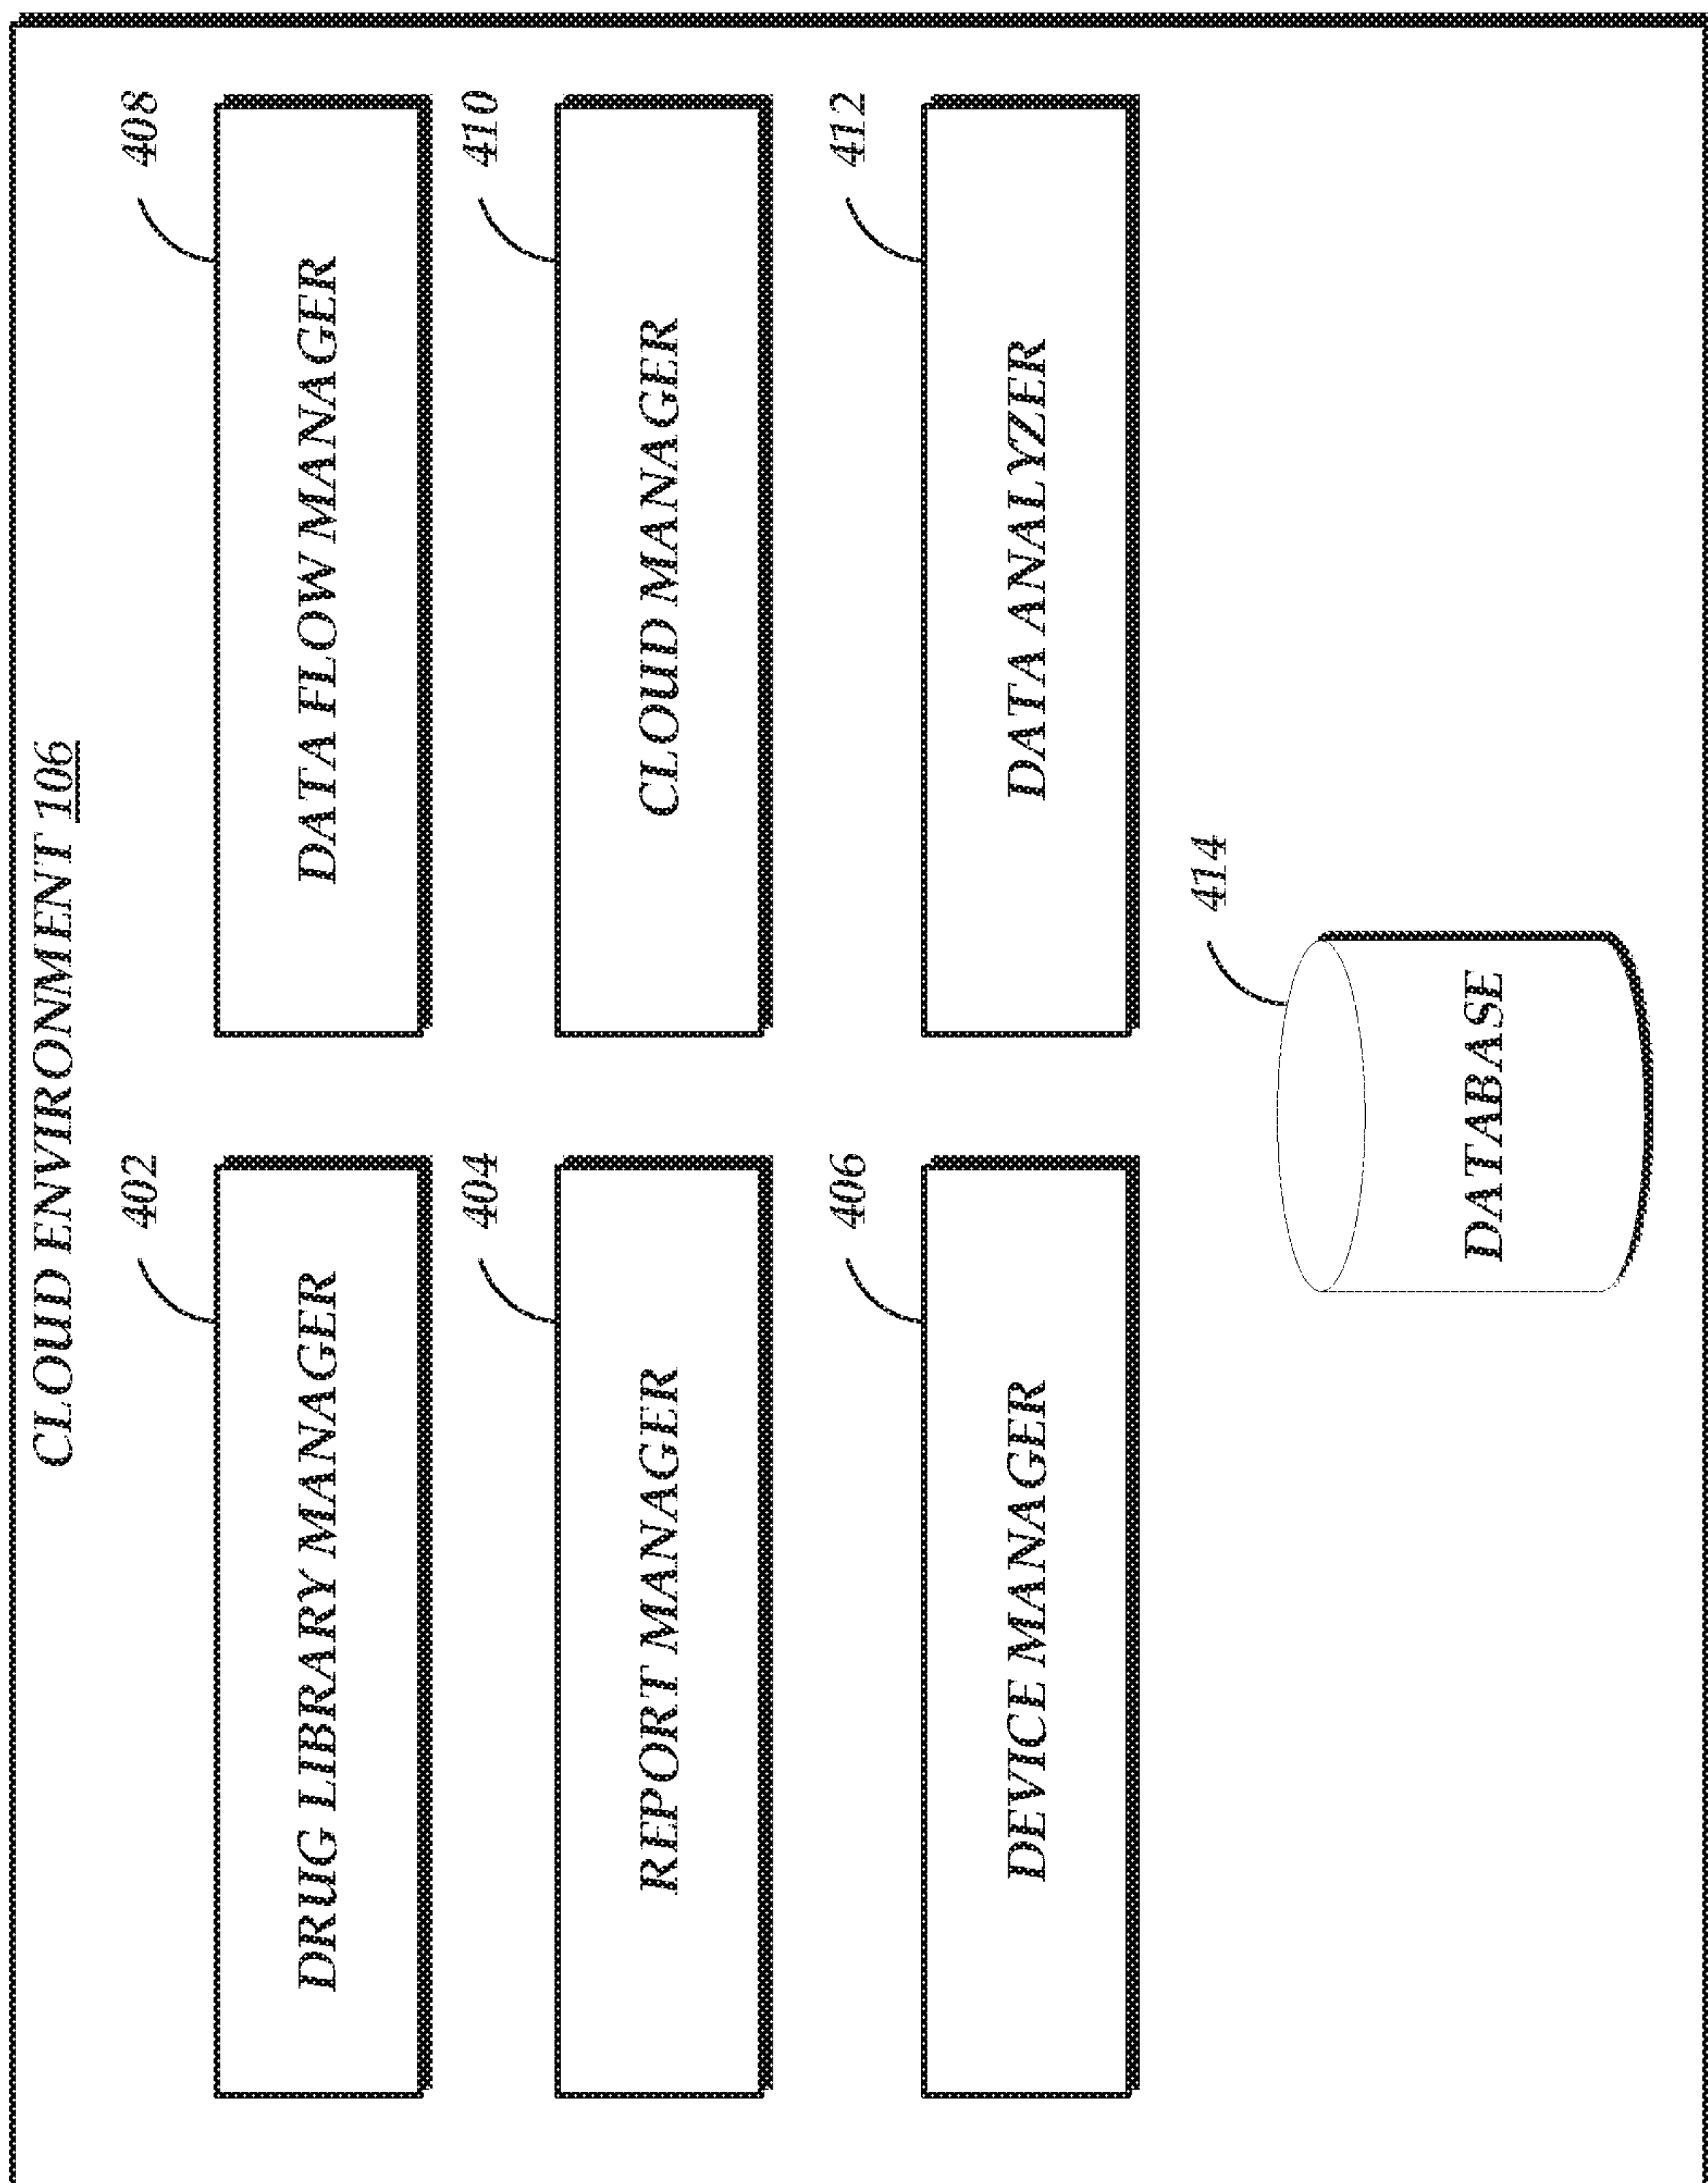 CLOUD ENVIRONMENT 106
402
DRUG LIBRARY MANAGER
408
DATA FLOW MANAGER
404
REPORT MANAGER
410
CLOUD MANAGER
406
DEVICE MANAGER
412
DATA ANALYZER
414
DATABASE